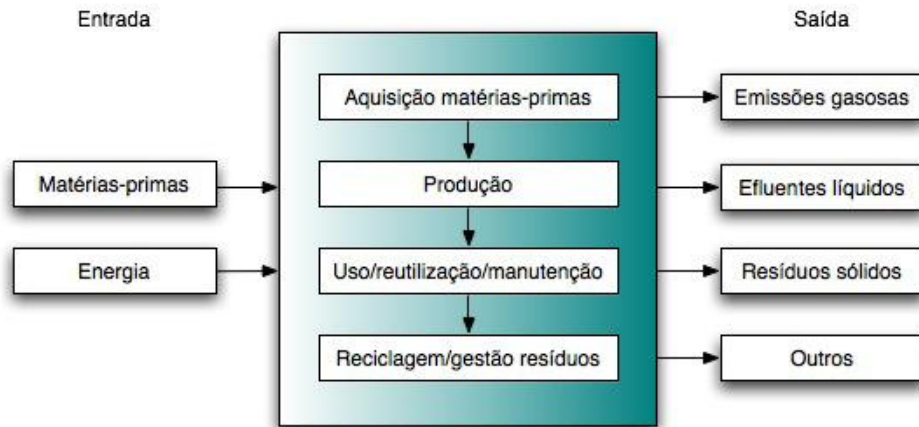 Entrada
Saída
Aquisição matérias-primas
Emissões gasosas
Matérias-primas
Produção
Efluentes líquidos
Energia
Uso/reutilização/manutenção
Resíduos sólidos
Reciclagem/gestão resíduos
Outros